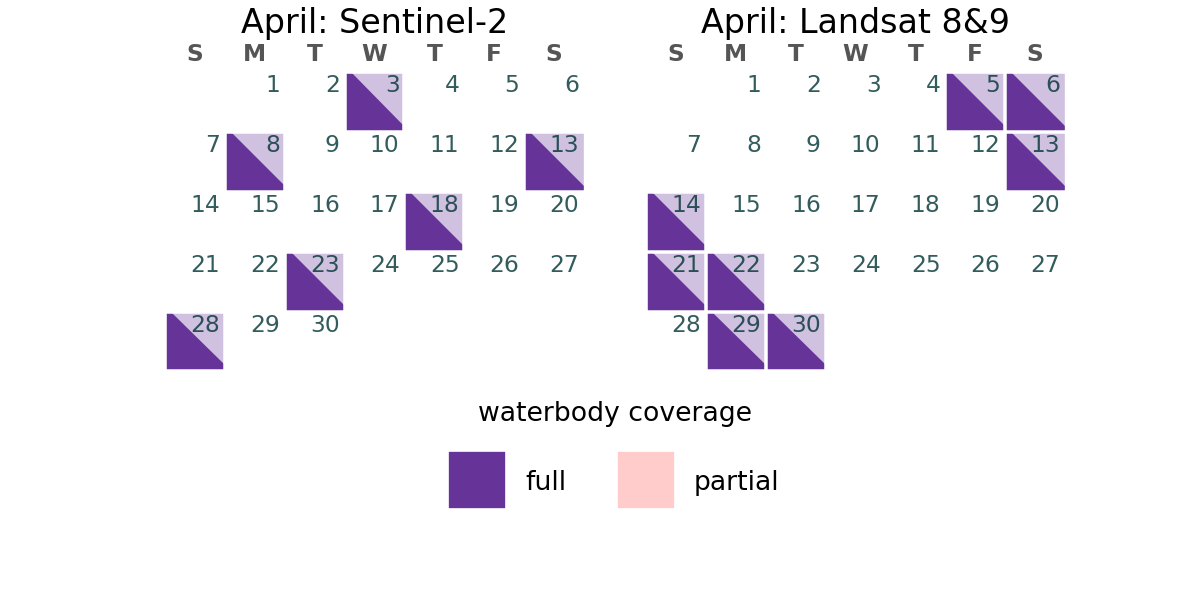 April: Sentinel-2
S M T W T F S
1 2 3 4 5 6
7 8 9 10 11 12 13
14 15 16 17 18 19 20
21 22 23 24 25 26 27
28 29 30
April: Landsat 8&9
S M T W T F S
1 2 3 4 5 6
7 8 9 10 11 12 13
14 15 16 17 18 19 20
21 22 23 24 25 26 27
28 29 30
waterbody coverage
full partial